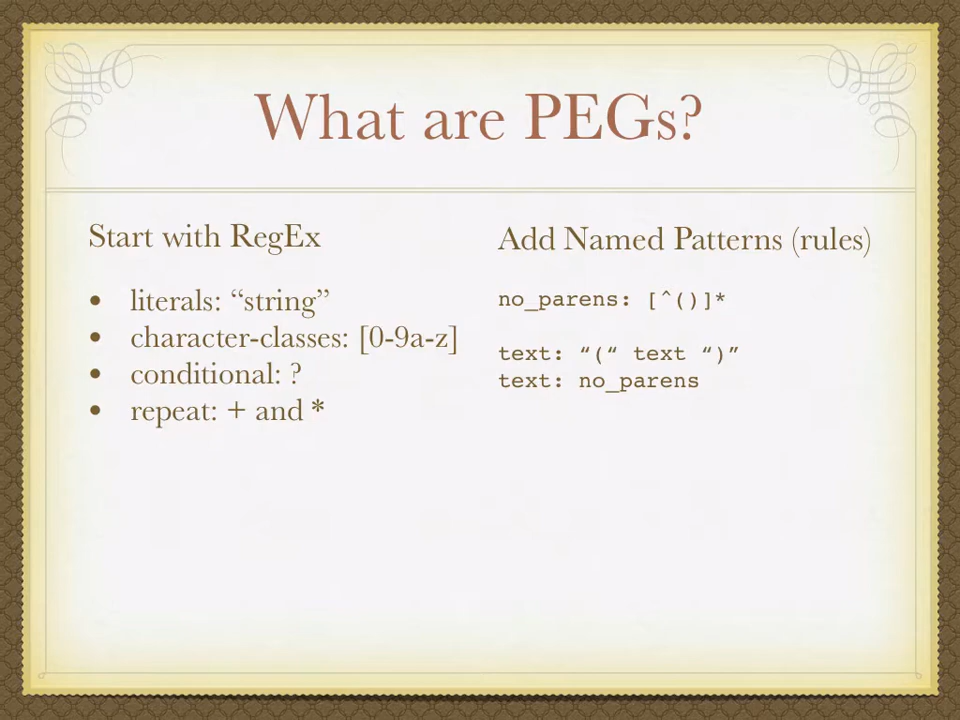 What are PEGs?
Start with RegEx
• literals: “string”
• character-classes: [0-9a-z]
• conditional: ?
• repeat: + and *
Add Named Patterns (rules)
no_parens: [^()]*
text: “(“ text “)”
text: no_parens